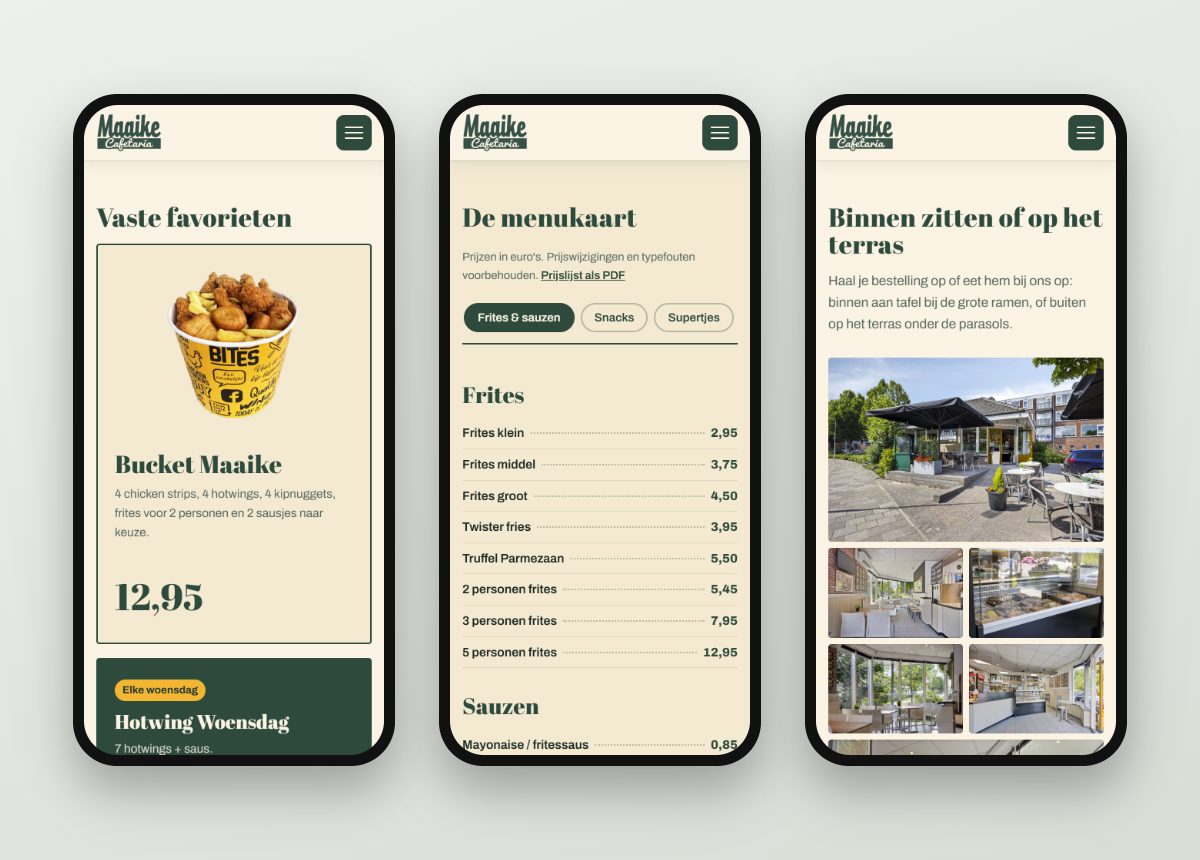 Maaike
Cafetaria
Vaste favorieten
BITES
Bucket Maaike
4 chicken strips, 4 hotwings, 4 kipnuggets,
frites voor 2 personen en 2 sausjes naar
keuze.
12,95
Elke woensdag
Hotwing Woensdag
7 hotwings + saus.
Maaike
Cafetaria
De menukaart
Prijzen in euro's. Prijswijzigingen en typefouten
voorbehouden. Prijslijst als PDF
Frites & sauzen
Snacks
Supertjes
Frites
Frites klein 2,95
Frites middel 3,75
Frites groot 4,50
Twister fries 3,95
Truffel Parmezaan 5,50
2 personen frites 5,45
3 personen frites 7,95
5 personen frites 12,95
Sauzen
Mayonaise / fritessaus 0,85
Maaike
Cafetaria
Binnen zitten of op het
terras
Haal je bestelling op of eet hem bij ons op:
binnen aan tafel bij de grote ramen, of buiten
op het terras onder de parasols.